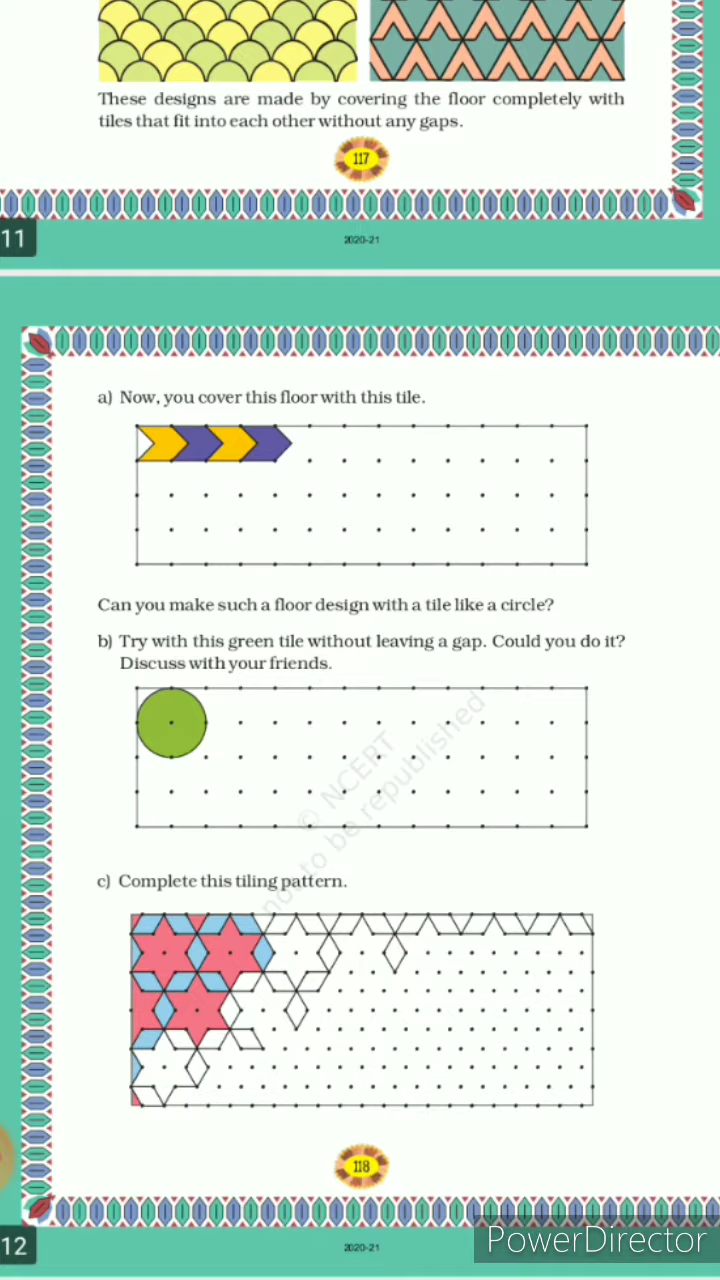 These designs are made by covering the floor completely with
tiles that fit into each other without any gaps.
117
11
2020-21
a) Now, you cover this floor with this tile.
Can you make such a floor design with a tile like a circle?
b) Try with this green tile without leaving a gap. Could you do it?
Discuss with your friends.
© NCERT
not to be republished
c) Complete this tiling pattern.
118
12
2020-21
PowerDirector